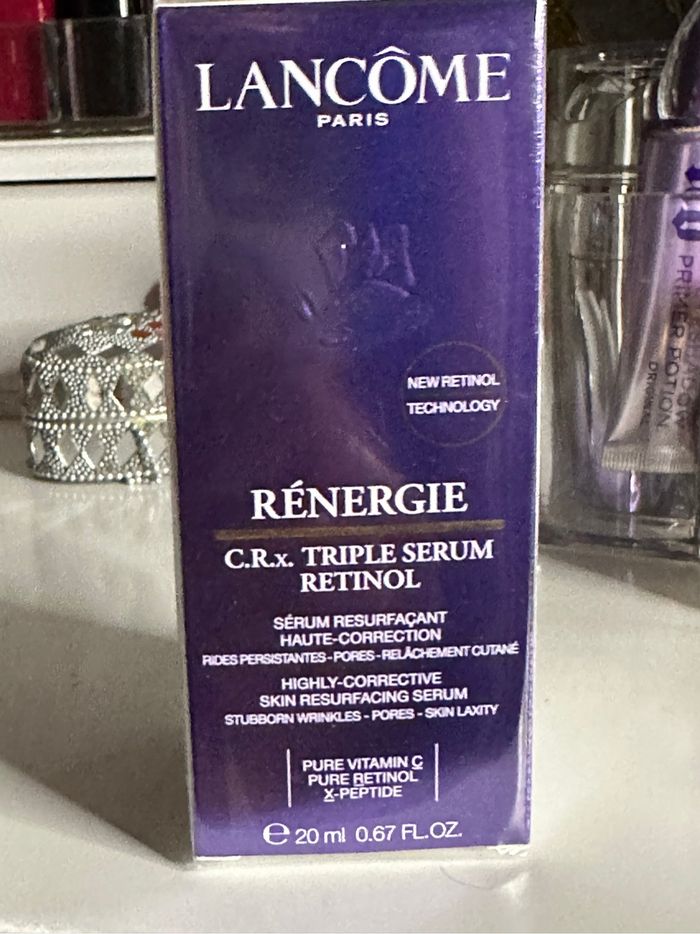 LANCÔME
PARIS
NEW RETINOL
TECHNOLOGY
RÉNERGIE
C.R.x. TRIPLE SERUM
RETINOL
SÉRUM RESURFAÇANT
HAUTE-CORRECTION
RIDES PERSISTANTES - PORES - RELÂCHEMENT CUTANÉ
HIGHLY-CORRECTIVE
SKIN RESURFACING SERUM
STUBBORN WRINKLES - PORES - SKIN LAXITY
PURE VITAMIN C
PURE RETINOL
X-PEPTIDE
℮ 20 ml 0.67 FL.OZ.
PRIMER POTION